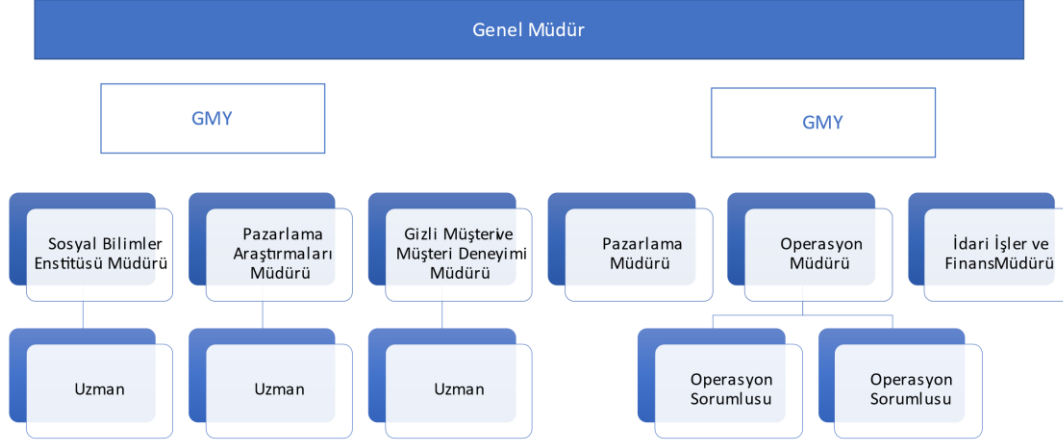 Genel Müdür
GMY
GMY
Sosyal Bilimler
Enstitüsü Müdürü
Pazarlama
Araştırmaları
Müdürü
Gizli Müşterive
Müşteri Deneyimi
Müdürü
Pazarlama
Müdürü
Operasyon
Müdürü
İdari İşler ve
FinansMüdürü
Uzman
Uzman
Uzman
Operasyon
Sorumlusu
Operasyon
Sorumlusu